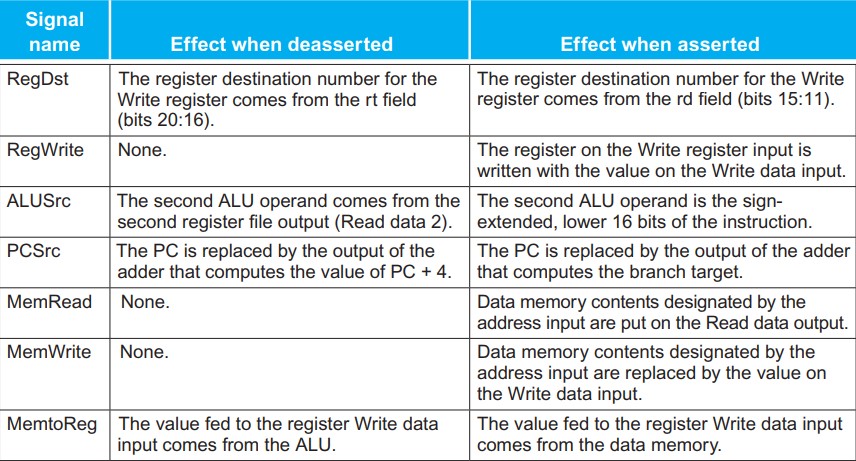 Signal
name
Effect when deasserted
Effect when asserted
RegDst
The register destination number for the
Write register comes from the rt field
(bits 20:16).
The register destination number for the Write
register comes from the rd field (bits 15:11).
RegWrite
None.
The register on the Write register input is
written with the value on the Write data input.
ALUSrc
The second ALU operand comes from the
second register file output (Read data 2).
The second ALU operand is the sign-
extended, lower 16 bits of the instruction.
PCSrc
The PC is replaced by the output of the
adder that computes the value of PC + 4.
The PC is replaced by the output of the adder
that computes the branch target.
MemRead
None.
Data memory contents designated by the
address input are put on the Read data output.
MemWrite
None.
Data memory contents designated by the
address input are replaced by the value on
the Write data input.
MemtoReg
The value fed to the register Write data
input comes from the ALU.
The value fed to the register Write data input
comes from the data memory.